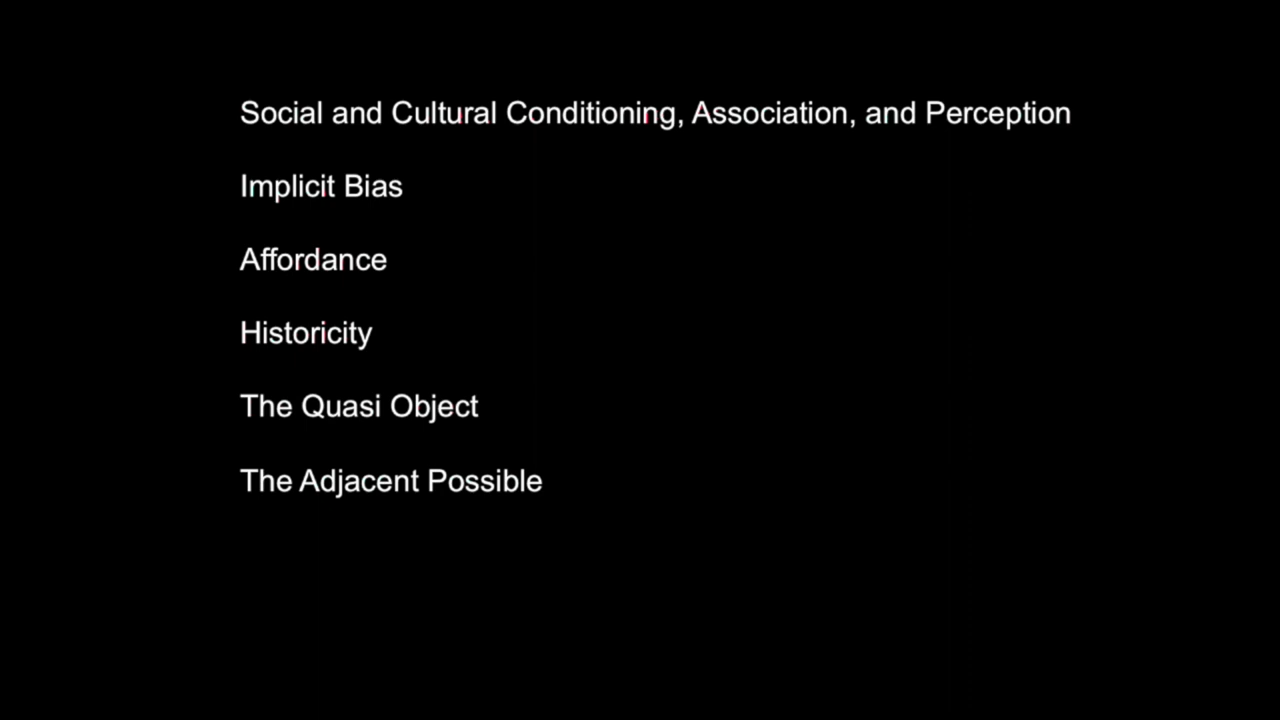 Social and Cultural Conditioning, Association, and Perception
Implicit Bias
Affordance
Historicity
The Quasi Object
The Adjacent Possible